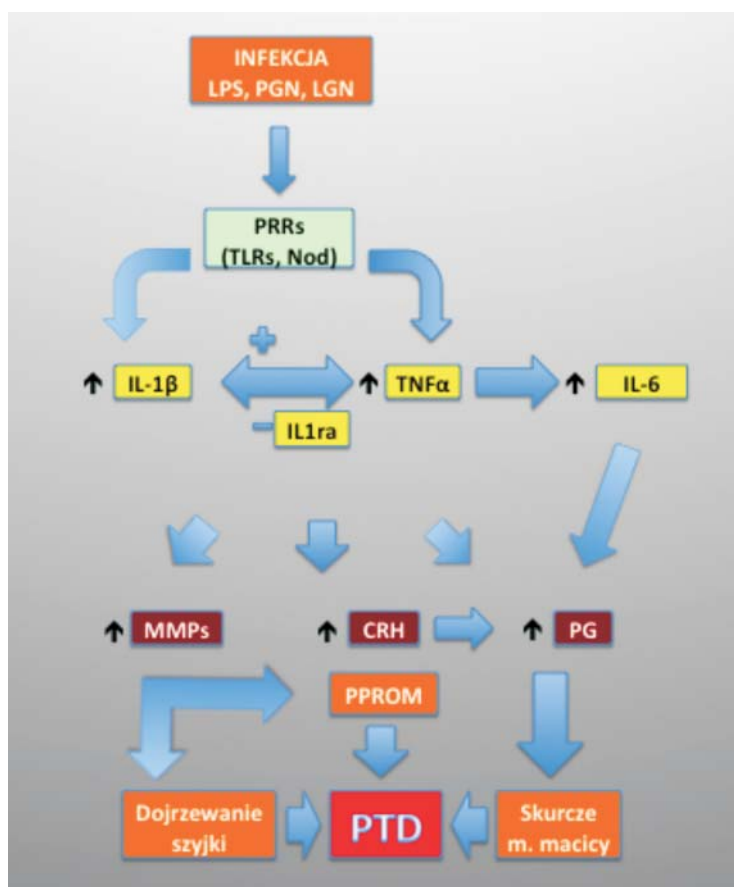 INFEKCJA
LPS, PGN, LGN
PRRs
(TLRs, Nod)
IL-1β
TNFα
IL-6
IL1ra
MMPs
CRH
PG
PPROM
Dojrzewanie
szyjki
PTD
Skurcze
m. macicy